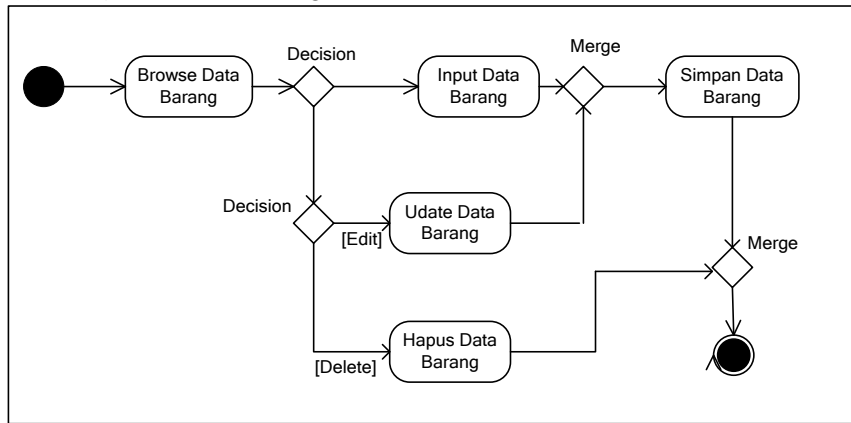 Decision
Merge
Browse Data
Barang
Input Data
Barang
Simpan Data
Barang
Decision
[Edit]
Udate Data
Barang
Merge
[Delete]
Hapus Data
Barang